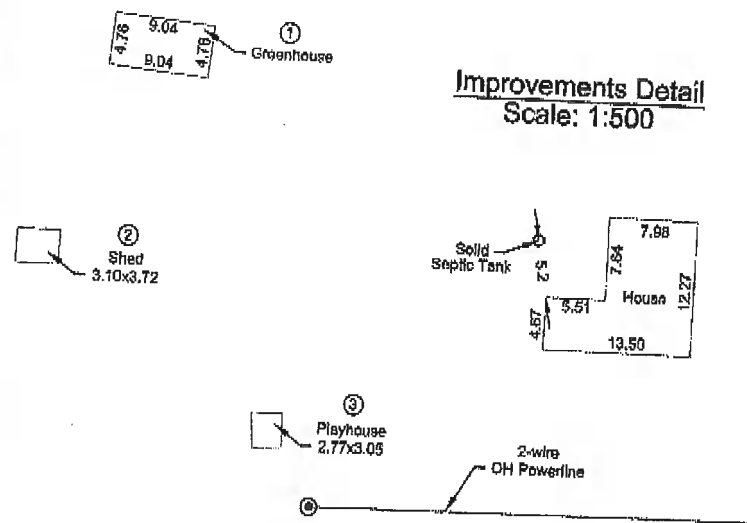 ①
Greenhouse
9.04
4.76
4.76
9.04
Improvements Detail
Scale: 1:500
②
Shed
3.10x3.72
Solid
Septic Tank
5.2
7.98
7.64
12.27
House
5.51
4.67
13.50
③
Playhouse
2.77x3.05
2-wire
OH Powerline